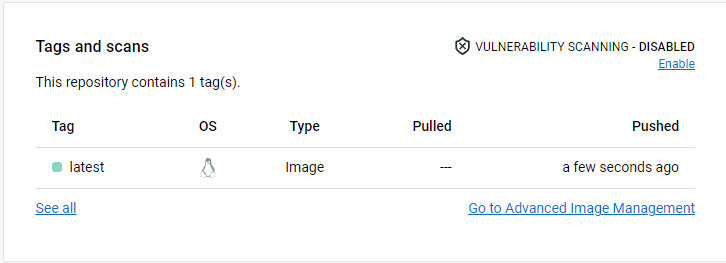 Tags and scans
VULNERABILITY SCANNING - DISABLED
Enable
This repository contains 1 tag(s).
Tag OS Type Pulled Pushed
latest Image --- a few seconds ago
See all Go to Advanced Image Management